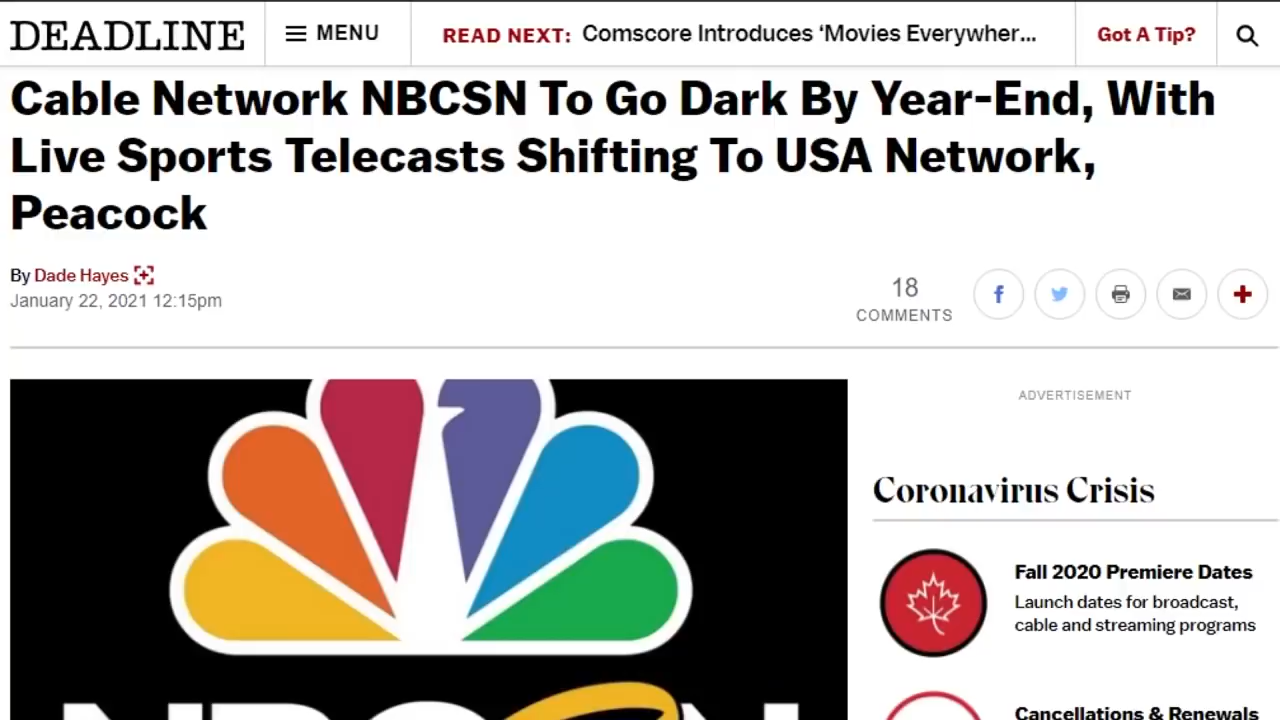 DEADLINE
MENU
READ NEXT: Comscore Introduces ‘Movies Everywher...
Got A Tip?
Cable Network NBCSN To Go Dark By Year-End, With
Live Sports Telecasts Shifting To USA Network,
Peacock
By Dade Hayes
January 22, 2021 12:15pm
18
COMMENTS
ADVERTISEMENT
Coronavirus Crisis
Fall 2020 Premiere Dates
Launch dates for broadcast,
cable and streaming programs
Cancellations & Renewals